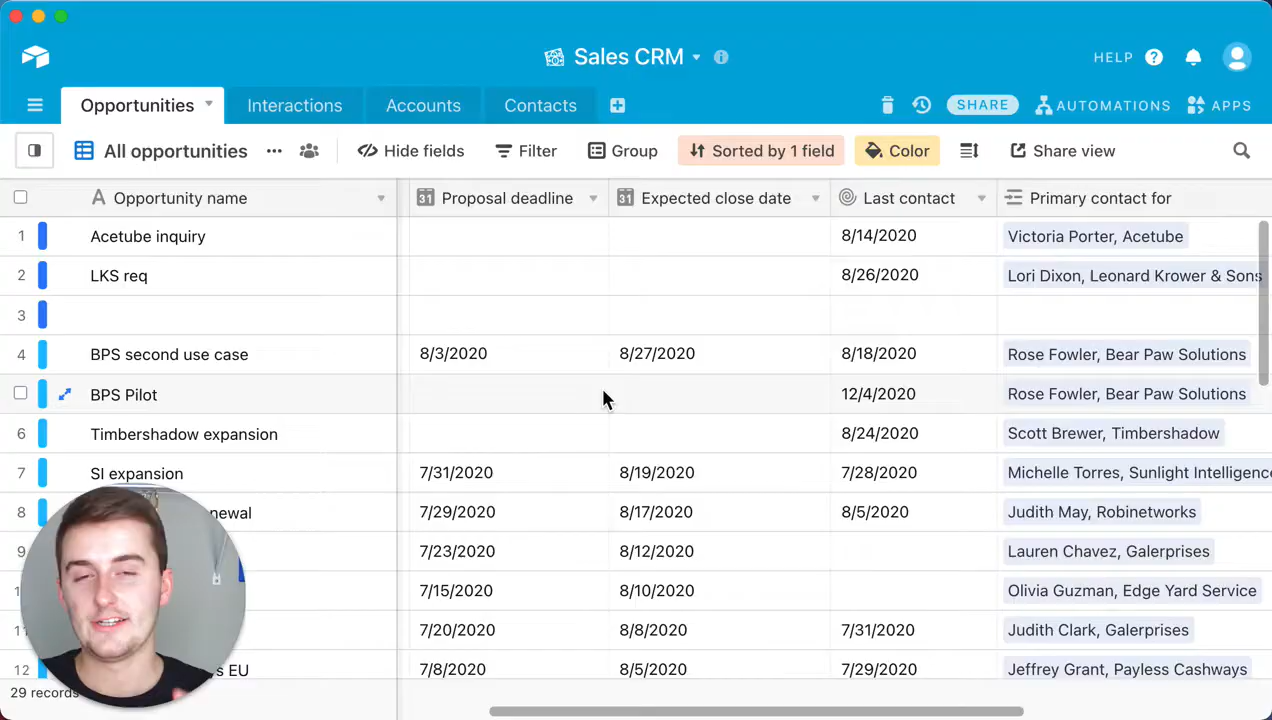 Sales CRM
HELP
Opportunities Interactions Accounts Contacts SHARE AUTOMATIONS APPS
All opportunities Hide fields Filter Group Sorted by 1 field Color Share view
Opportunity name 31 Proposal deadline 31 Expected close date Last contact Primary contact for
1 Acetube inquiry 8/14/2020 Victoria Porter, Acetube
2 LKS req 8/26/2020 Lori Dixon, Leonard Krower & Sons
3
4 BPS second use case 8/3/2020 8/27/2020 8/18/2020 Rose Fowler, Bear Paw Solutions
BPS Pilot 12/4/2020 Rose Fowler, Bear Paw Solutions
6 Timbershadow expansion 8/24/2020 Scott Brewer, Timbershadow
7 SI expansion 7/31/2020 8/19/2020 7/28/2020 Michelle Torres, Sunlight Intelligence
8 7/29/2020 8/17/2020 8/5/2020 Judith May, Robinetworks
9 7/23/2020 8/12/2020 Lauren Chavez, Galerprises
7/15/2020 8/10/2020 Olivia Guzman, Edge Yard Service
11 7/20/2020 8/8/2020 7/31/2020 Judith Clark, Galerprises
12 EU 7/8/2020 8/5/2020 7/29/2020 Jeffrey Grant, Payless Cashways
29 records